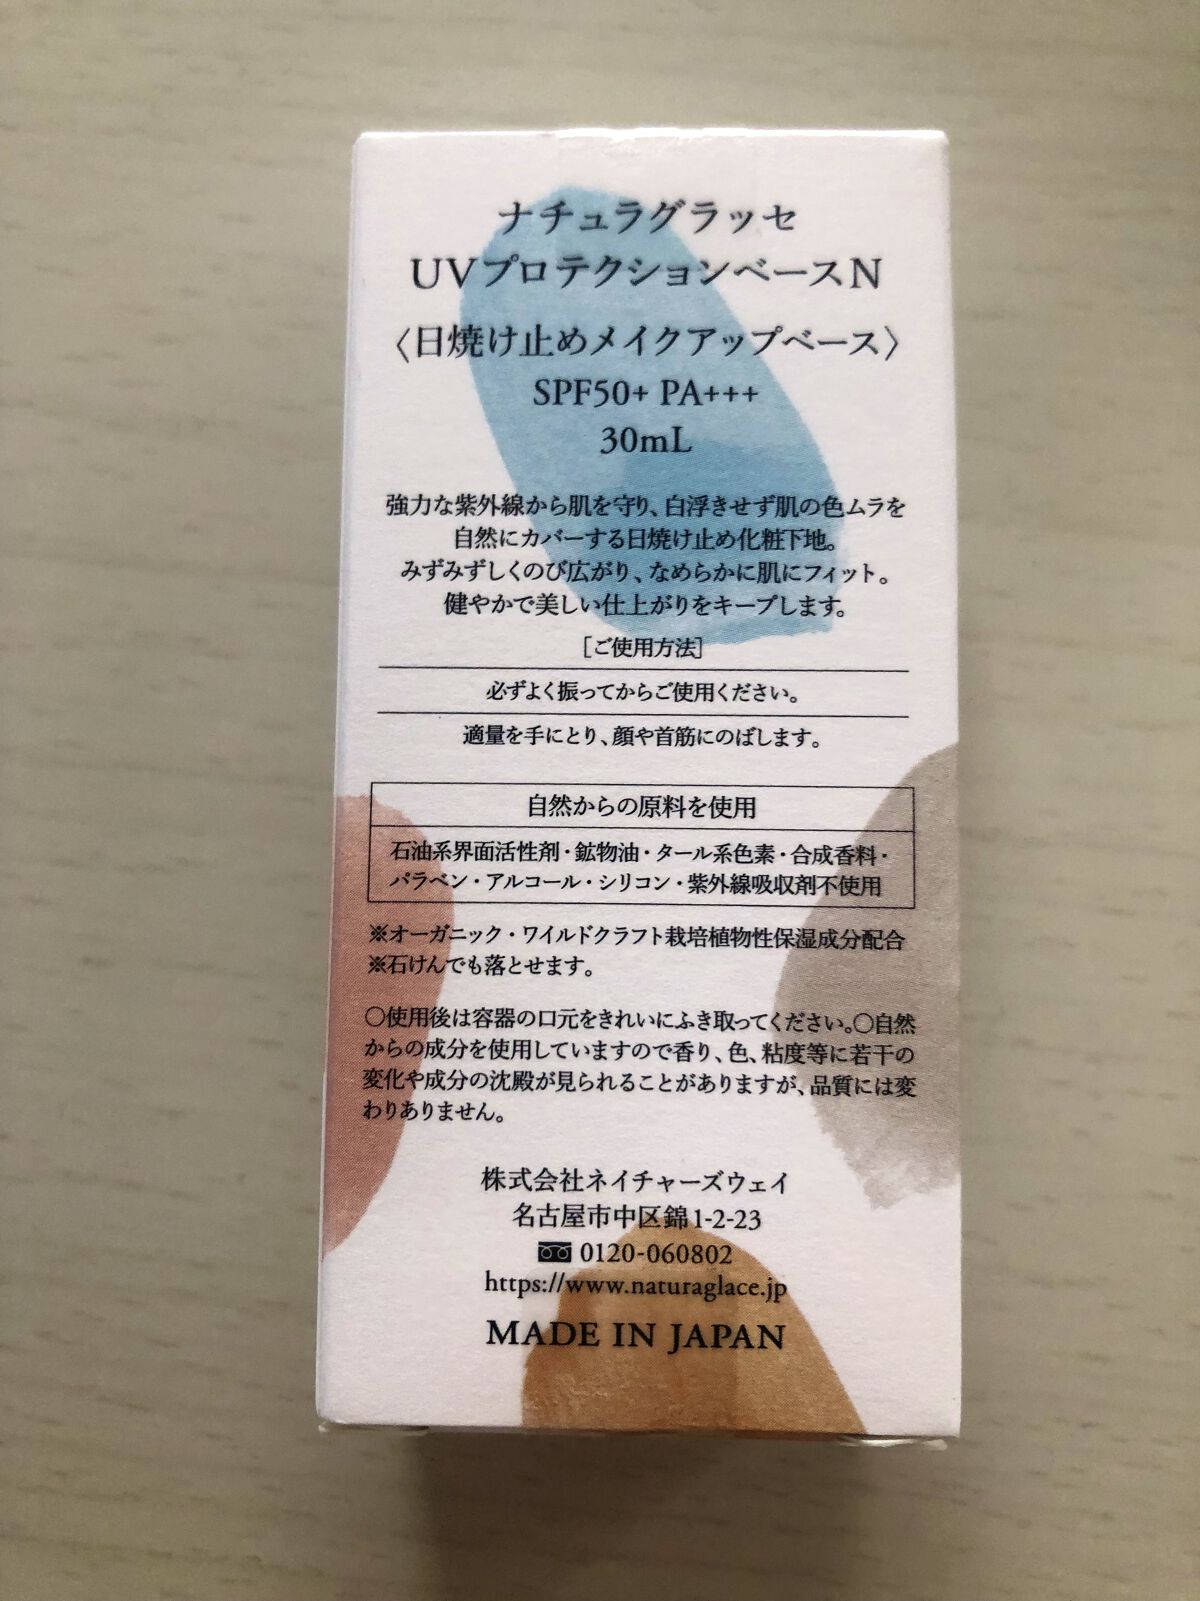 ナチュラグラッセ
UVプロテクションベースN
〈日焼け止めメイクアップベース〉
SPF50+ PA+++
30mL
強力な紫外線から肌を守り、白浮きせず肌の色ムラを
自然にカバーする日焼け止め化粧下地。
みずみずしくのび広がり、なめらかに肌にフィット。
健やかで美しい仕上がりをキープします。
［ご使用方法］
必ずよく振ってからご使用ください。
適量を手にとり、顔や首筋にのばします。
自然からの原料を使用
石油系界面活性剤・鉱物油・タール系色素・合成香料・
パラベン・アルコール・シリコン・紫外線吸収剤不使用
※オーガニック・ワイルドクラフト栽培植物性保湿成分配合
※石けんでも落とせます。
○使用後は容器の口元をきれいにふき取ってください。○自然
からの成分を使用していますので香り、色、粘度等に若干の
変化や成分の沈殿が見られることがありますが、品質には変
わりありません。
株式会社ネイチャーズウェイ
名古屋市中区錦1-2-23
0120-060802
https://www.naturaglace.jp
MADE IN JAPAN